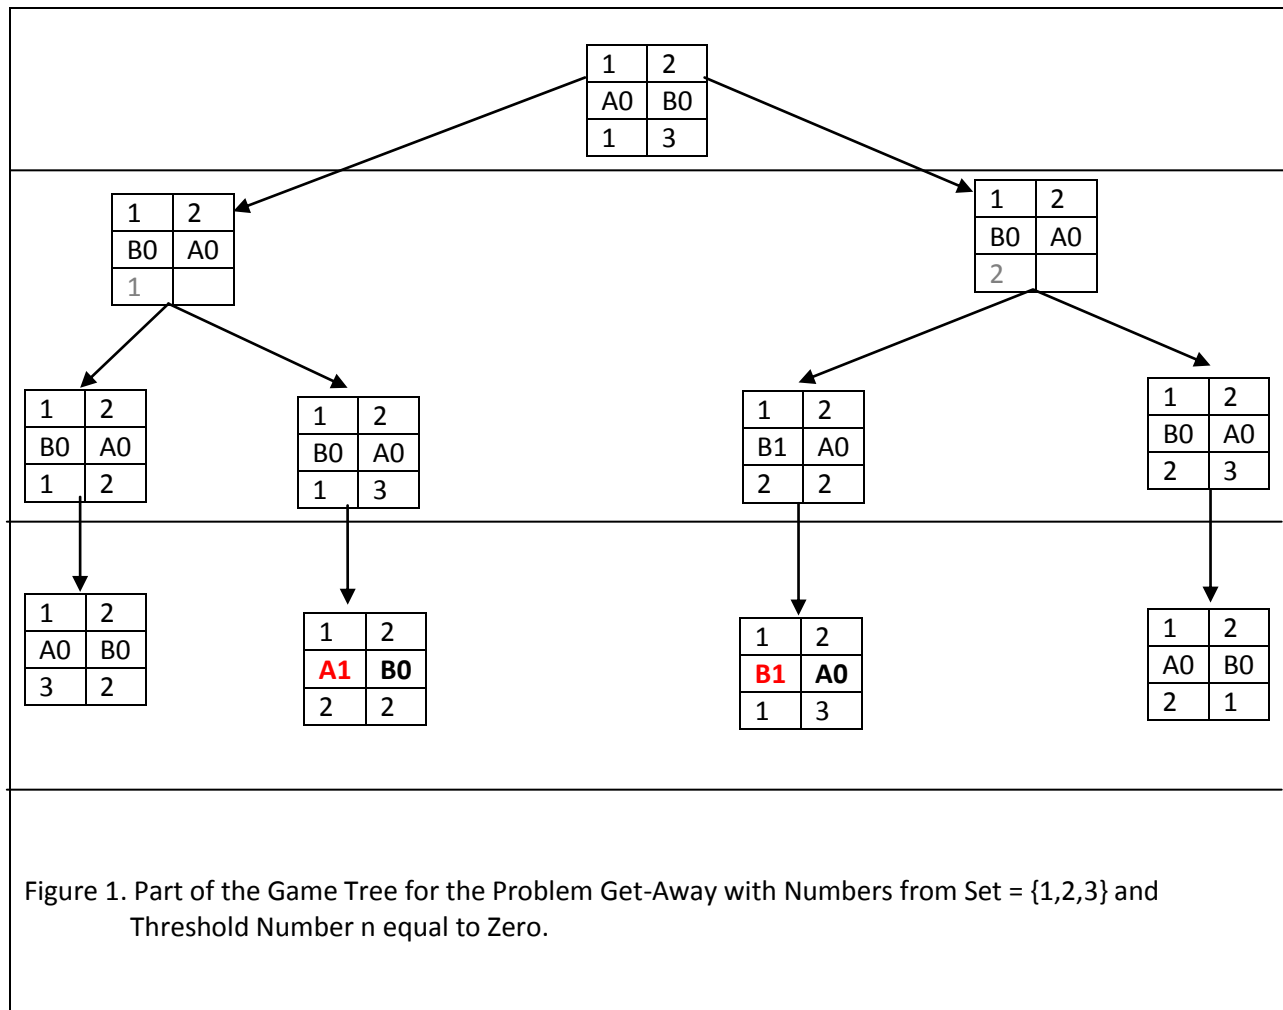 1 2
A0 B0
1 3
1 2
B0 A0
1
1 2
B0 A0
2
1 2
B0 A0
1 2
1 2
B0 A0
1 3
1 2
B1 A0
2 2
1 2
B0 A0
2 3
1 2
A0 B0
3 2
1 2
A1 B0
2 2
1 2
B1 A0
1 3
1 2
A0 B0
2 1
Figure 1. Part of the Game Tree for the Problem Get-Away with Numbers from Set = {1,2,3} and
Threshold Number n equal to Zero.